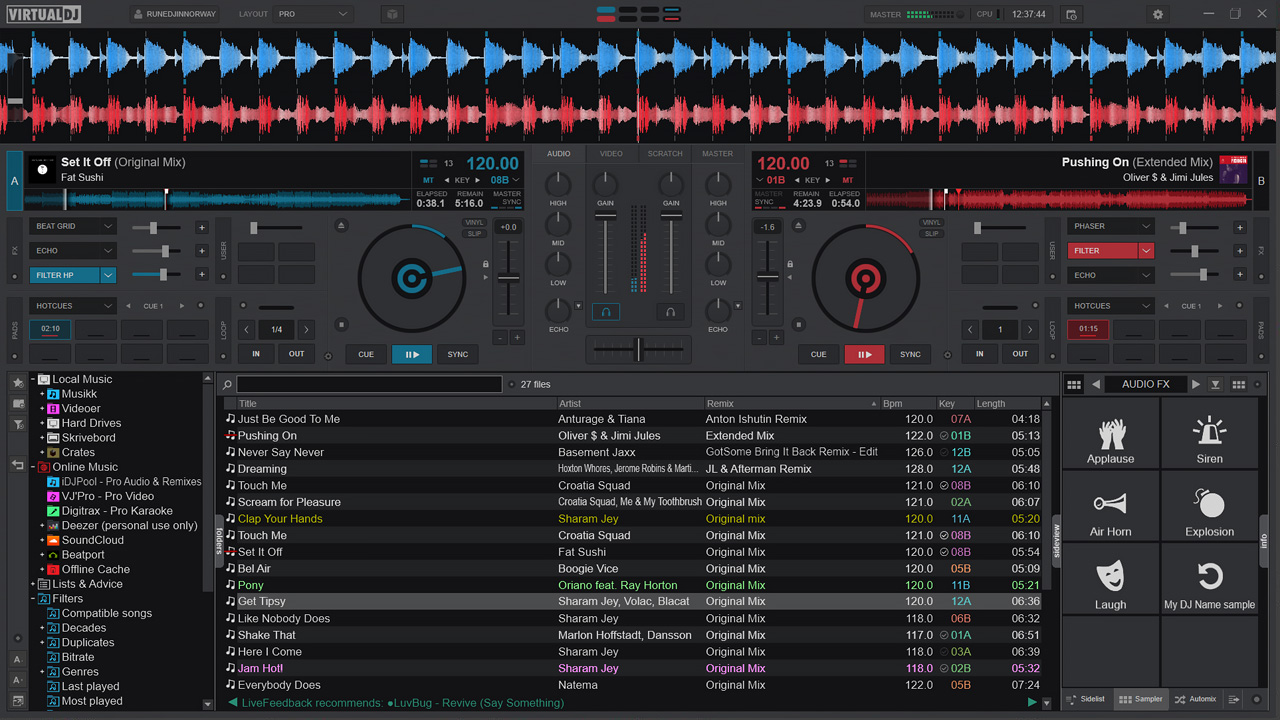 VIRTUALDJ RUNEDJINNORWAY LAYOUT PRO MASTER CPU 12:37:44
A Set It Off (Original Mix) 13 120.00
Fat Sushi MT KEY 08B
ELAPSED REMAIN MASTER
0:38.1 5:16.0 SYNC
AUDIO VIDEO SCRATCH MASTER
120.00 13 Pushing On (Extended Mix) B
01B KEY MT Oliver $ & Jimi Jules
MASTER REMAIN ELAPSED
SYNC 4:23.9 0:54.0
FX BEAT GRID
ECHO
FILTER HP
USER
VINYL
SLIP
+0.0
PADS HOTCUES CUE 1
02:10
LOOP 1/4
IN OUT CUE SYNC
GAIN GAIN
HIGH HIGH
MID MID
LOW LOW
ECHO ECHO
-1.6
VINYL
SLIP
USER
PHASER
FILTER
ECHO
FX
CUE SYNC
1 LOOP
IN OUT
HOTCUES CUE 1
01:15
PADS
Local Music
Musikk
Videoer
Hard Drives
Skrivebord
Crates
Online Music
iDJPool - Pro Audio & Remixes
VJ'Pro - Pro Video
Digitrax - Pro Karaoke
Deezer (personal use only)
SoundCloud
Beatport
Offline Cache
Lists & Advice
Filters
Compatible songs
Decades
Duplicates
Bitrate
Genres
Last played
Most played
folders
27 files
Title Artist Remix Bpm Key Length
Just Be Good To Me Anturage & Tiana Anton Ishutin Remix 120.0 07A 04:18
Pushing On Oliver $ & Jimi Jules Extended Mix 122.0 01B 05:13
Never Say Never Basement Jaxx GotSome Bring It Back Remix - Edit 126.0 12B 05:05
Dreaming Hoxton Whores, Jerome Robins & Marti... JL & Afterman Remix 128.0 12A 05:48
Touch Me Croatia Squad Original Mix 121.0 08B 06:10
Scream for Pleasure Croatia Squad, Me & My Toothbrush Original Mix 121.0 02A 06:07
Clap Your Hands Sharam Jey Original mix 120.0 11A 05:20
Touch Me Croatia Squad Original Mix 121.0 08B 06:10
Set It Off Fat Sushi Original Mix 120.0 08B 05:54
Bel Air Boogie Vice Original Mix 120.0 05B 05:09
Pony Oriano feat. Ray Horton Original Mix 120.0 11B 05:21
Get Tipsy Sharam Jey, Volac, Blacat Original Mix 120.0 12A 06:36
Like Nobody Does Sharam Jey Original Mix 118.0 06B 06:32
Shake That Marlon Hoffstadt, Dansson Original Mix 117.0 01A 06:51
Here I Come Sharam Jey Original Mix 118.0 03A 06:39
Jam Hot! Sharam Jey Original Mix 118.0 02B 05:32
Everybody Does Natema Original Mix 122.0 05B 07:24
LiveFeedback recommends: ●LuvBug - Revive (Say Something)
sideview
AUDIO FX
Applause Siren
Air Horn Explosion
Laugh My DJ Name sample
info
Sidelist Sampler Automix